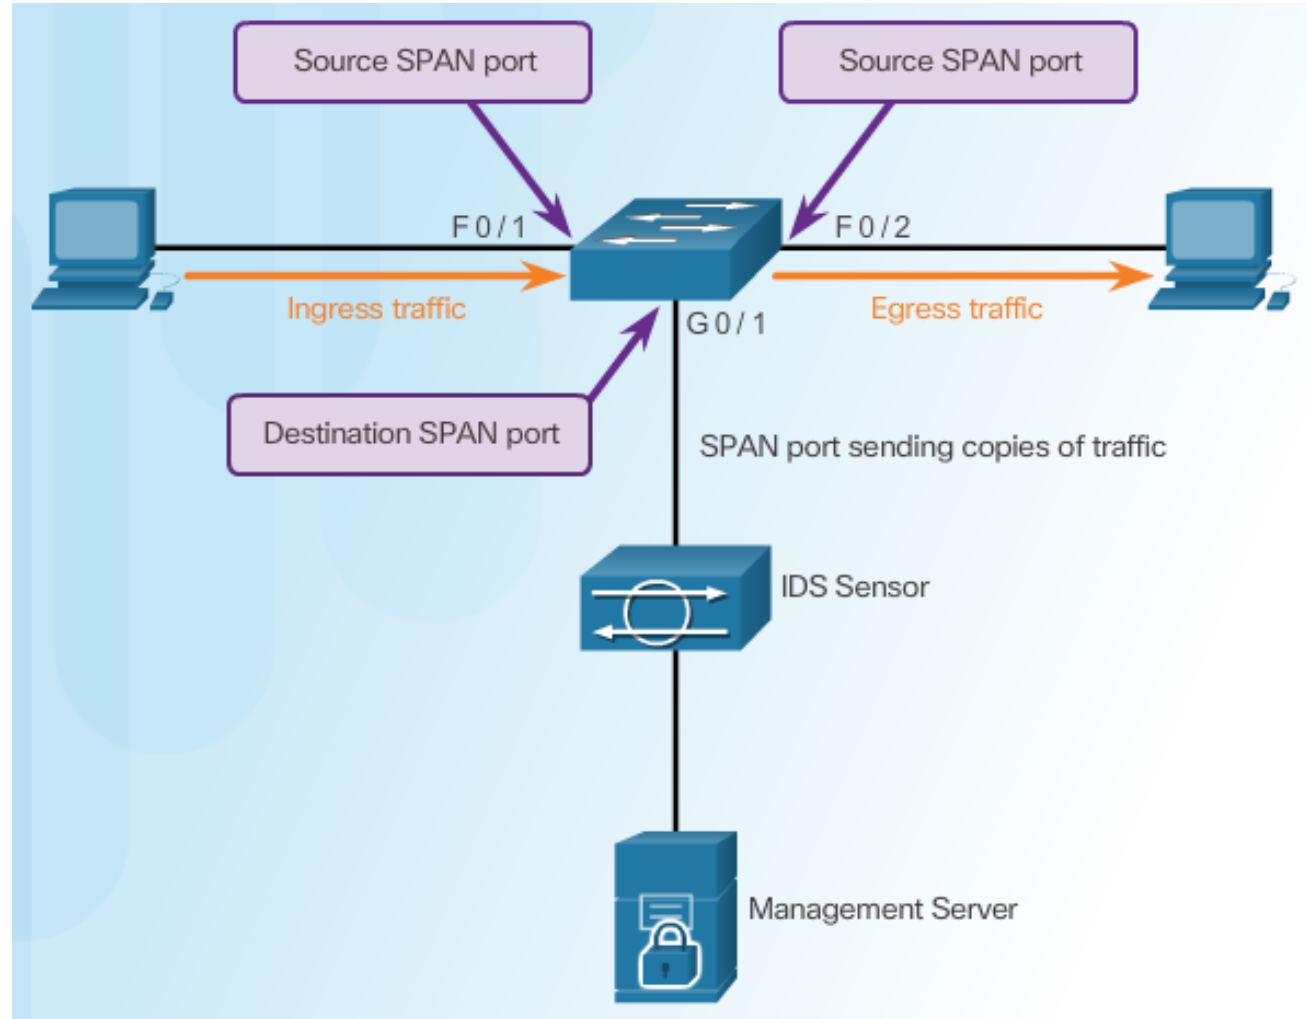 Source SPAN port
Source SPAN port
F0/1
F0/2
Ingress traffic
Egress traffic
G0/1
Destination SPAN port
SPAN port sending copies of traffic
IDS Sensor
Management Server